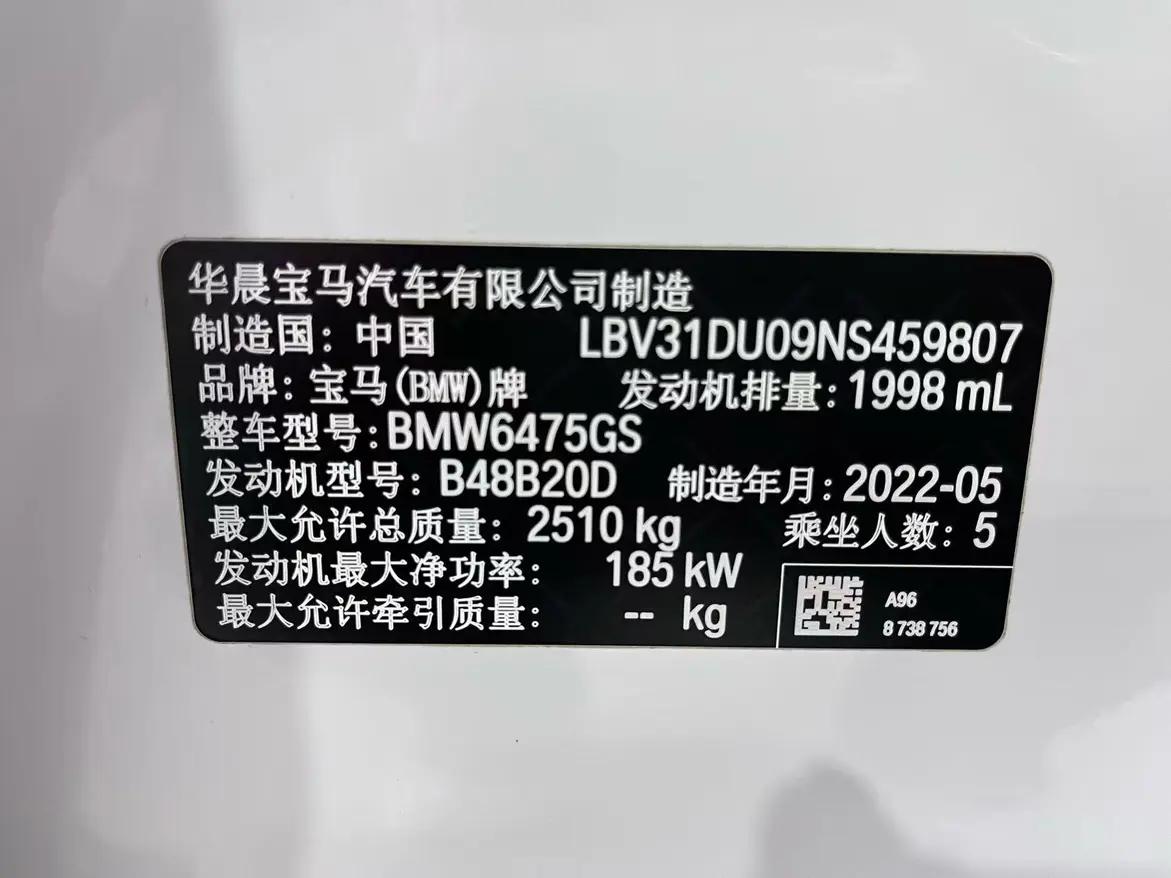 华晨宝马汽车有限公司制造
制造国：中国 LBV31DU09NS459807
品牌：宝马(BMW)牌 发动机排量：1998 mL
整车型号：BMW6475GS
发动机型号：B48B20D 制造年月：2022-05
最大允许总质量：2510 kg 乘坐人数：5
发动机最大净功率： 185 kW
最大允许牵引质量： -- kg
A96
8 738 756